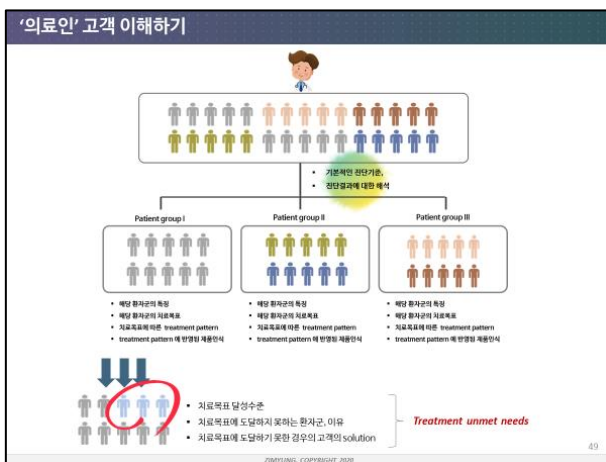 ‘의료인’ 고객 이해하기
• 기본적인 진단기준,
• 진단결과에 대한 해석
Patient group I
Patient group II
Patient group III
• 해당 환자군의 특징
• 해당 환자군의 치료목표
• 치료목표에 따른 treatment pattern
• treatment pattern 에 반영된 제품인식
• 해당 환자군의 특징
• 해당 환자군의 치료목표
• 치료목표에 따른 treatment pattern
• treatment pattern 에 반영된 제품인식
• 해당 환자군의 특징
• 해당 환자군의 치료목표
• 치료목표에 따른 treatment pattern
• treatment pattern 에 반영된 제품인식
• 치료목표 달성수준
• 치료목표에 도달하지 못하는 환자군, 이유
• 치료목표에 도달하기 못한 경우의 고객의 solution
Treatment unmet needs
49
ZIMYUNG, COPYRIGHT 2020